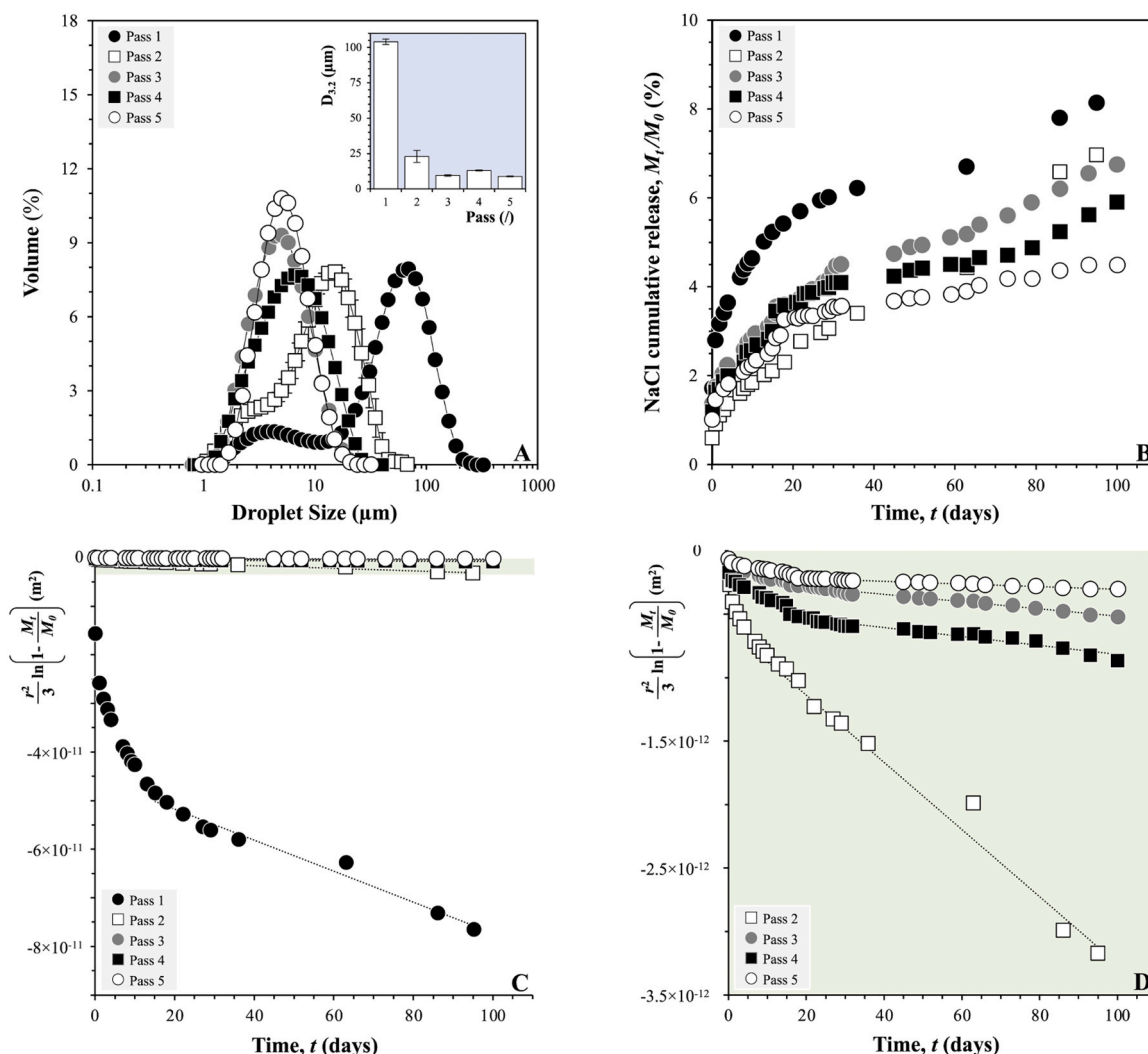 18
15
12
9
6
3
0
Volume (%)
Pass 1
Pass 2
Pass 3
Pass 4
Pass 5
100
75
50
25
0
D3.2 (μm)
1 2 3 4 5
Pass (/)
A
0.1 1 10 100 1000
Droplet Size (μm)
10
8
6
4
2
0
NaCl cumulative release, Mt/M0 (%)
Pass 1
Pass 2
Pass 3
Pass 4
Pass 5
B
0 20 40 60 80 100
Time, t (days)
0
-4×10-11
-6×10-11
-8×10-11
r2/3 ln{1-Mt/M0} (m2)
Pass 1
Pass 2
Pass 3
Pass 4
Pass 5
C
0 20 40 60 80 100
Time, t (days)
0
-1.5×10-12
-2.5×10-12
-3.5×10-12
r2/3 ln{1-Mt/M0} (m2)
Pass 2
Pass 3
Pass 4
Pass 5
D
0 20 40 60 80 100
Time, t (days)